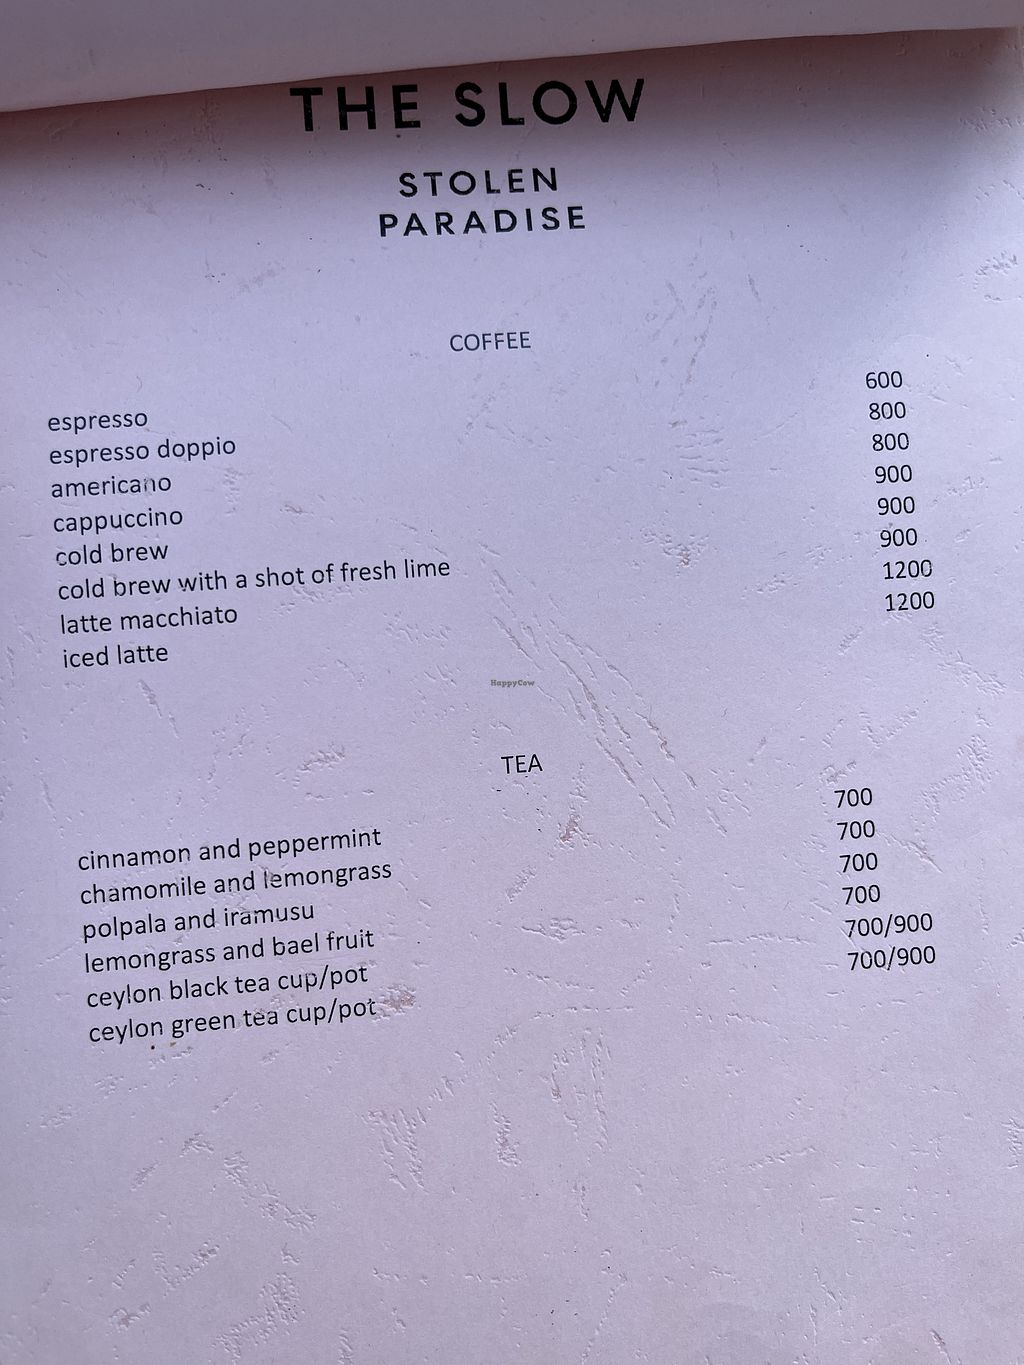 THE SLOW
STOLEN
PARADISE
COFFEE
espresso 600
espresso doppio 800
americano 800
cappuccino 900
cold brew 900
cold brew with a shot of fresh lime 900
latte macchiato 1200
iced latte 1200
HappyCow
TEA
cinnamon and peppermint 700
chamomile and lemongrass 700
polpala and iramusu 700
lemongrass and bael fruit 700
ceylon black tea cup/pot 700/900
ceylon green tea cup/pot 700/900